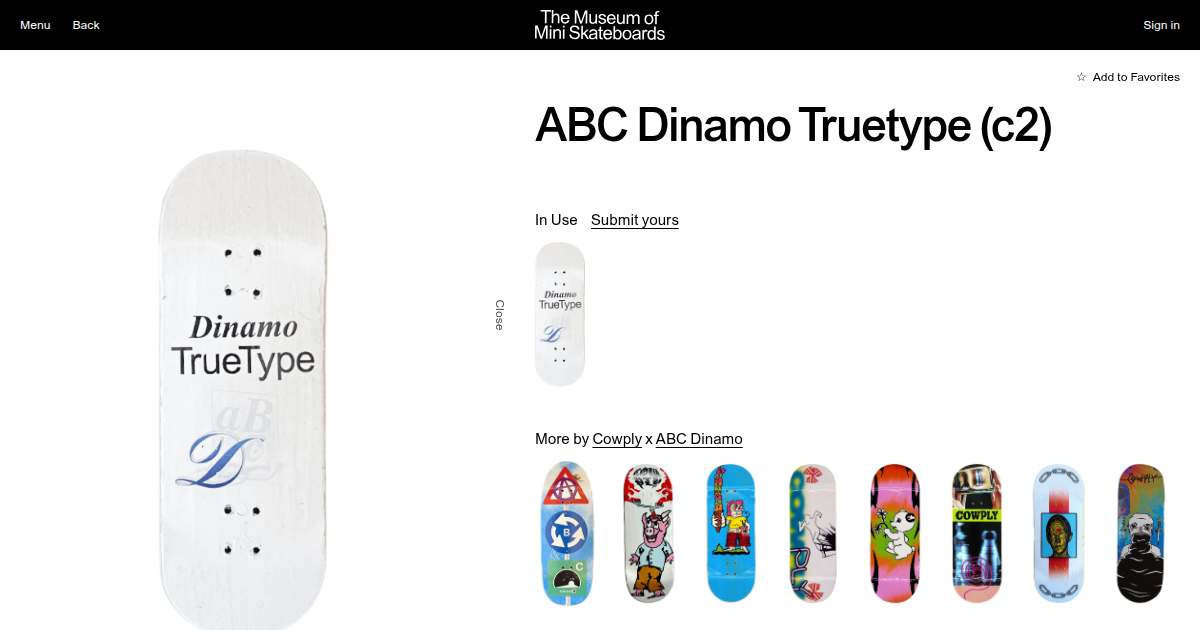 Menu
Back
The Museum of
Mini Skateboards
Sign in
☆ Add to Favorites
ABC Dinamo Truetype (c2)
In Use
Submit yours
Dinamo
TrueType
aB
D
Close
Dinamo
TrueType
D
More by Cowply x ABC Dinamo
B
C
COWPLY